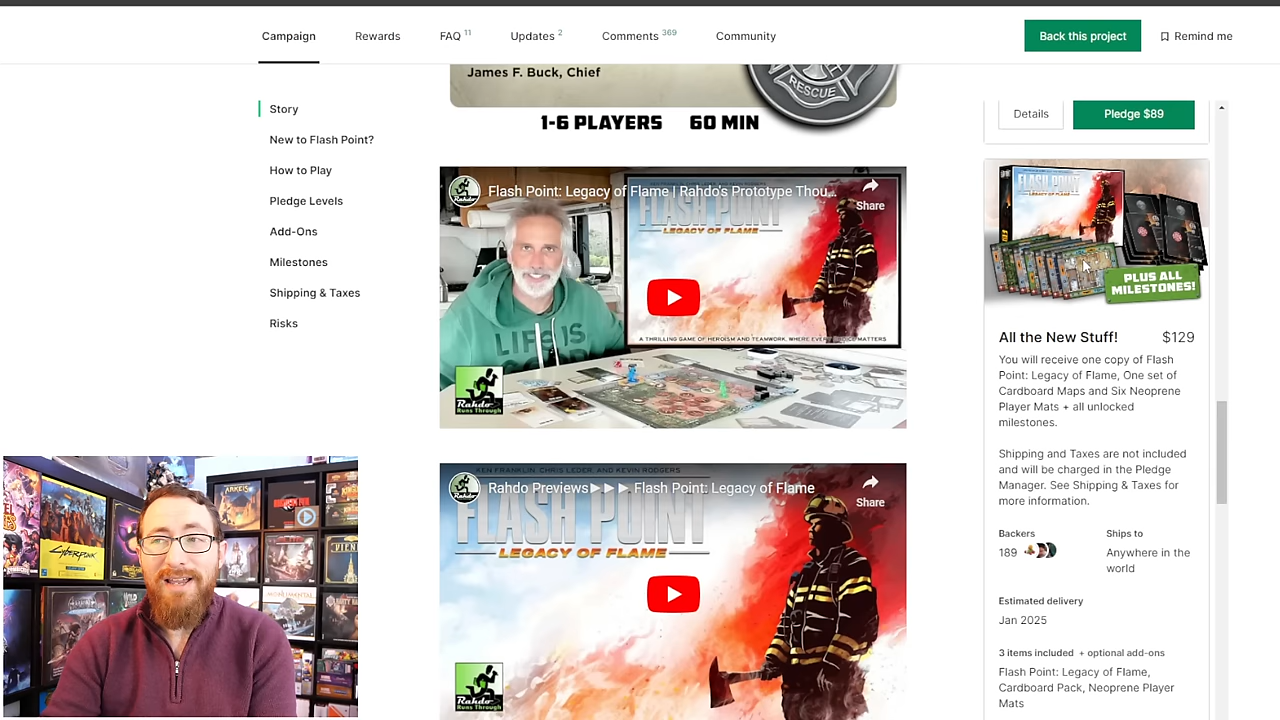 Campaign
Rewards
FAQ 11
Updates 2
Comments 369
Community
Back this project
Remind me
Story
New to Flash Point?
How to Play
Pledge Levels
Add-Ons
Milestones
Shipping & Taxes
Risks
James F. Buck, Chief
RESCUE
1-6 PLAYERS 60 MIN
Flash Point: Legacy of Flame | Rahdo's Prototype Thou...
Share
FLASH POINT
LEGACY OF FLAME
LIFE IS
A THRILLING GAME OF HEROISM AND TEAMWORK, WHERE EVERY CHOICE MATTERS
Rahdo
RUNS THROUGH
KEN FRANKLIN, CHRIS LEDER, AND KEVIN RODGERS
Rahdo Previews►►► Flash Point: Legacy of Flame
Share
FLASH POINT
LEGACY OF FLAME
Rahdo
RUNS THROUGH
Details
Pledge $89
FLASH POINT
LEGACY OF FLAME
PLUS ALL
MILESTONES!
All the New Stuff!
$129
You will receive one copy of Flash
Point: Legacy of Flame, One set of
Cardboard Maps and Six Neoprene
Player Mats + all unlocked
milestones.
Shipping and Taxes are not included
and will be charged in the Pledge
Manager. See Shipping & Taxes for
more information.
Backers
189
Ships to
Anywhere in the
world
Estimated delivery
Jan 2025
3 items included + optional add-ons
Flash Point: Legacy of Flame,
Cardboard Pack, Neoprene Player
Mats
CYBERPUNK
ARKEIS
VIEN
MONUMENTAL